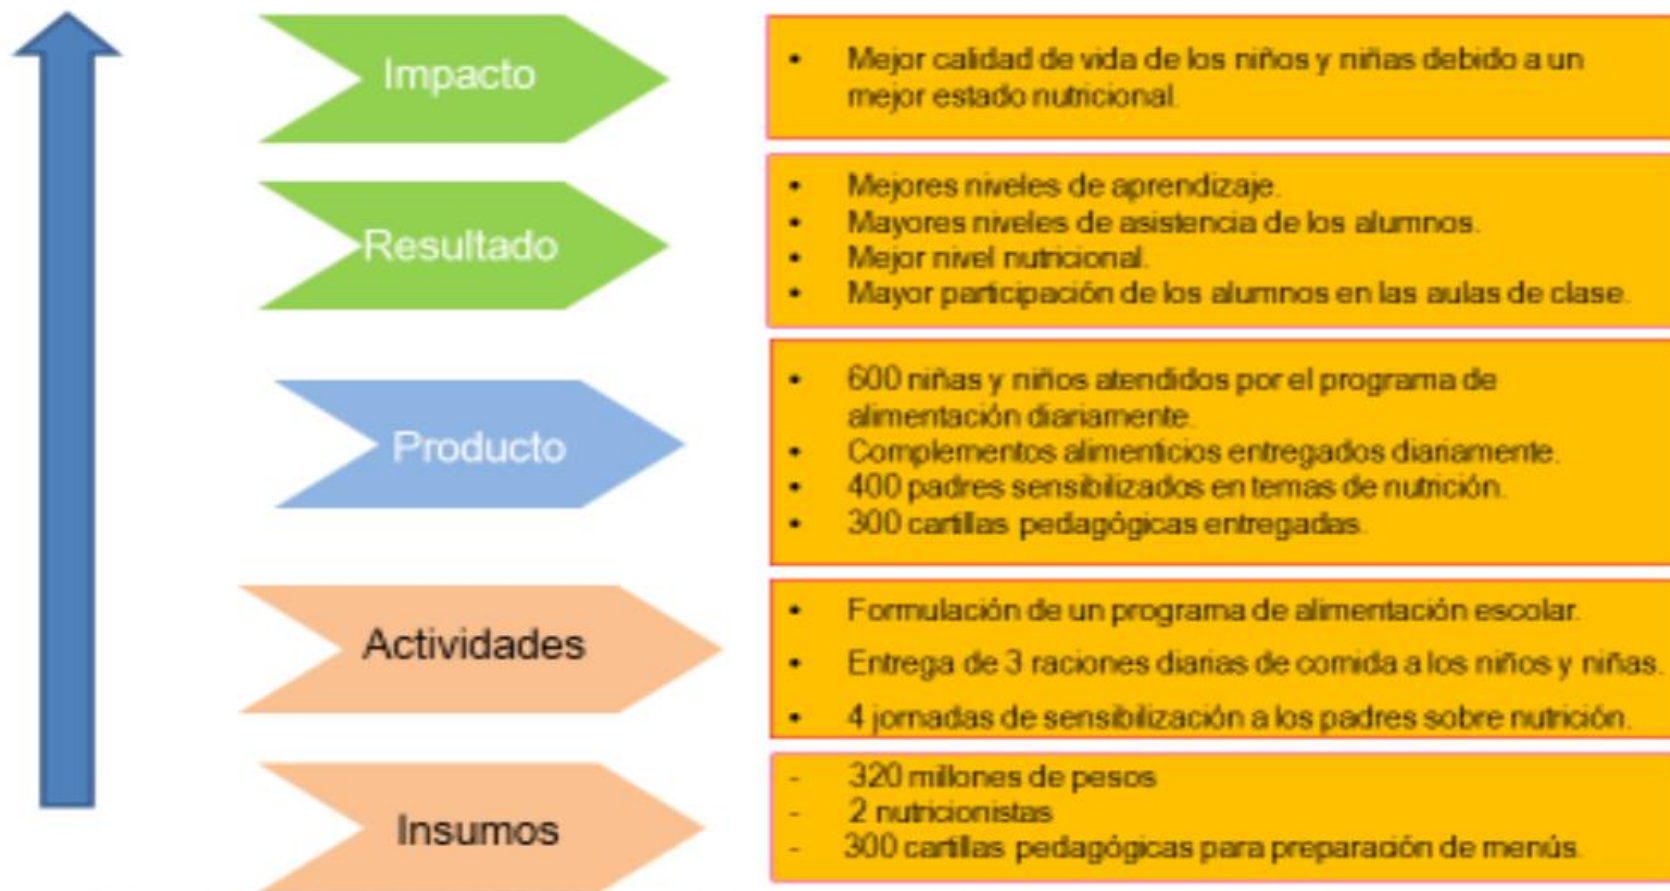 Impacto
• Mejor calidad de vida de los niños y niñas debido a un
mejor estado nutricional.
Resultado
• Mejores niveles de aprendizaje.
• Mayores niveles de asistencia de los alumnos.
• Mejor nivel nutricional.
• Mayor participación de los alumnos en las aulas de clase.
Producto
• 600 niñas y niños atendidos por el programa de
alimentación diariamente.
• Complementos alimenticios entregados diariamente.
• 400 padres sensibilizados en temas de nutrición.
• 300 cartillas pedagógicas entregadas.
Actividades
• Formulación de un programa de alimentación escolar.
• Entrega de 3 raciones diarias de comida a los niños y niñas.
• 4 jornadas de sensibilización a los padres sobre nutrición.
Insumos
- 320 millones de pesos
- 2 nutricionistas
- 300 cartillas pedagógicas para preparación de menús.